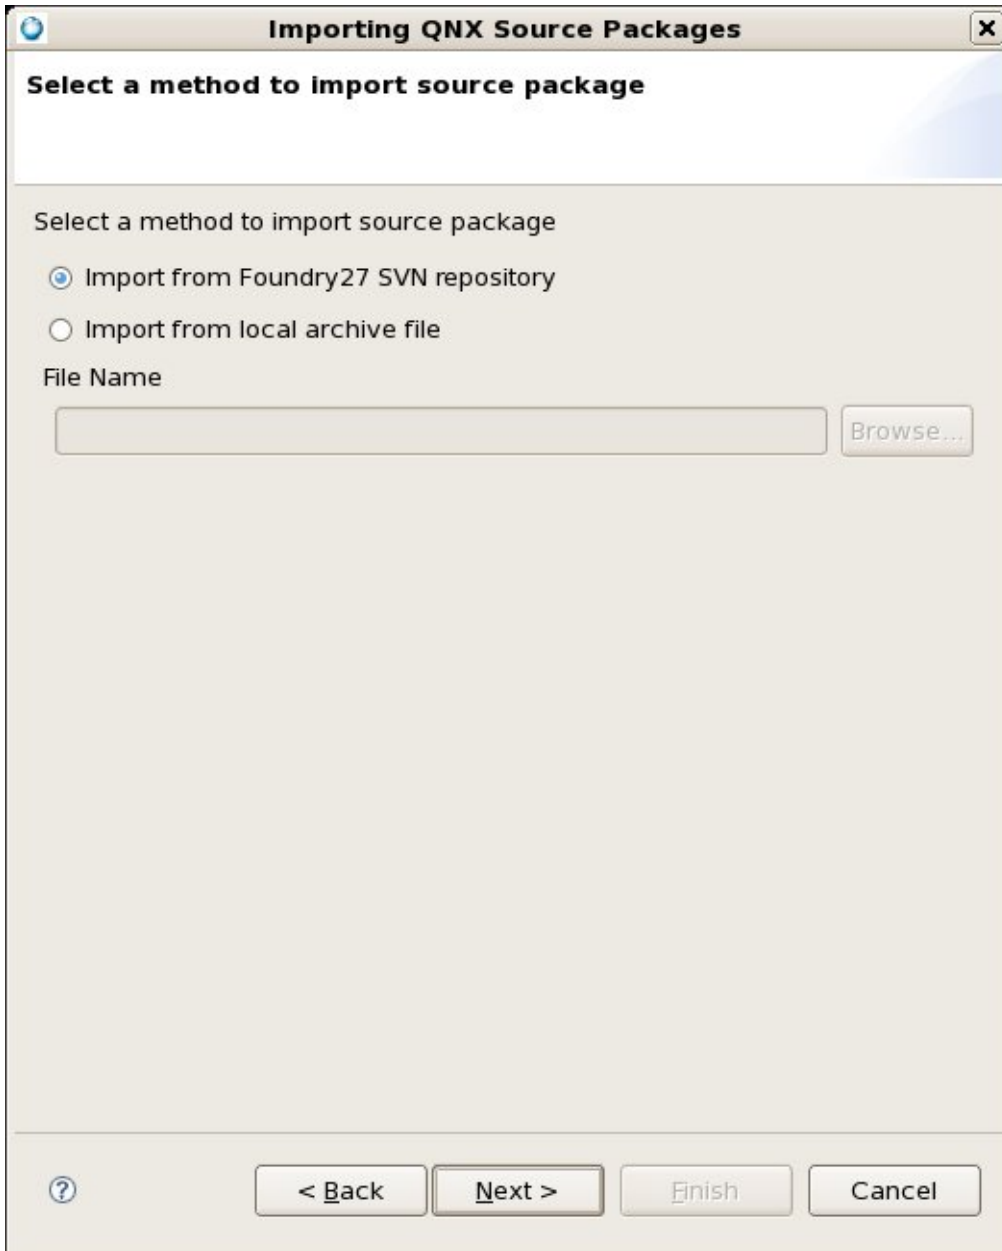 Importing QNX Source Packages
Select a method to import source package
Select a method to import source package
Import from Foundry27 SVN repository
Import from local archive file
File Name
Browse...
< Back Next > Finish Cancel